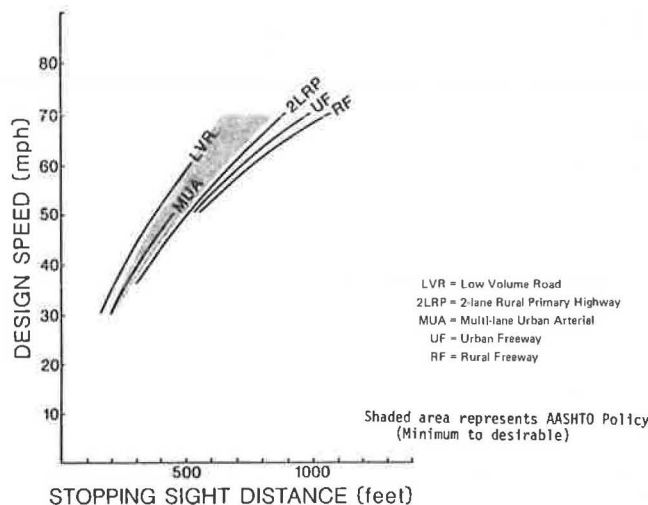 80
70
60
50
40
30
20
10
DESIGN SPEED (mph)
LVR
MUA
2LRP
UF
RF
500
1000
STOPPING SIGHT DISTANCE (feet)
LVR = Low Volume Road
2LRP = 2-lane Rural Primary Highway
MUA = Multi-lane Urban Arterial
UF = Urban Freeway
RF = Rural Freeway
Shaded area represents AASHTO Policy
(Minimum to desirable)